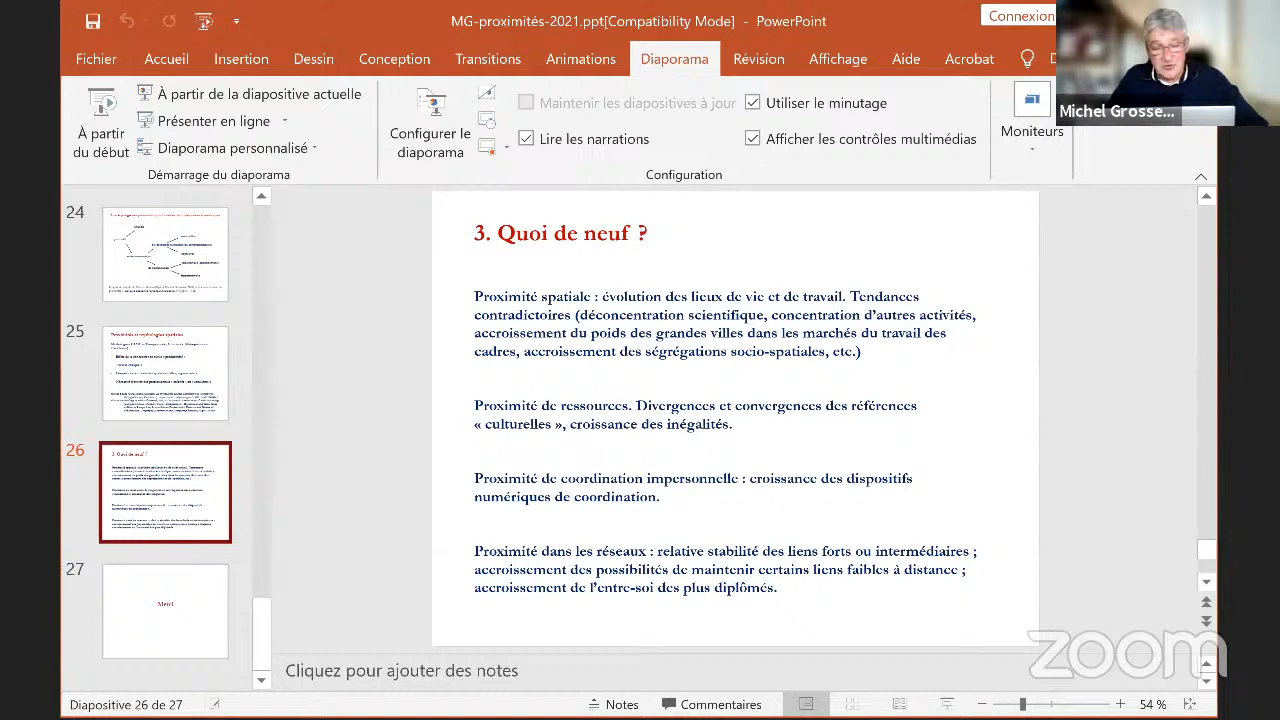 MG-proximités-2021.ppt[Compatibility Mode] - PowerPoint
Connexion
Fichier Accueil Insertion Dessin Conception Transitions Animations Diaporama Révision Affichage Aide Acrobat
Michel Grosse...
À partir du début
À partir de la diapositive actuelle
Présenter en ligne
Diaporama personnalisé
Démarrage du diaporama
Configurer le diaporama
Maintenir les diapositives à jour
Utiliser le minutage
Lire les narrations
Afficher les contrôles multimédias
Configuration
Moniteurs
24
25
Proximités et typologies spatiales
26
3. Quoi de neuf ?
27
Merci
3. Quoi de neuf ?
Proximité spatiale : évolution des lieux de vie et de travail. Tendances
contradictoires (déconcentration scientifique, concentration d'autres activités,
accroissement du poids des grandes villes dans les marchés du travail des
cadres, accroissement des ségrégations socio-spatiales, etc.)
Proximité de ressources. Divergences et convergences des références
« culturelles », croissance des inégalités.
Proximité de coordination impersonnelle : croissance des dispositifs
numériques de coordination.
Proximité dans les réseaux : relative stabilité des liens forts ou intermédiaires ;
accroissement des possibilités de maintenir certains liens faibles à distance ;
accroissement de l'entre-soi des plus diplômés.
zoom
Cliquez pour ajouter des notes
Diapositive 26 de 27
Notes
Commentaires
54 %